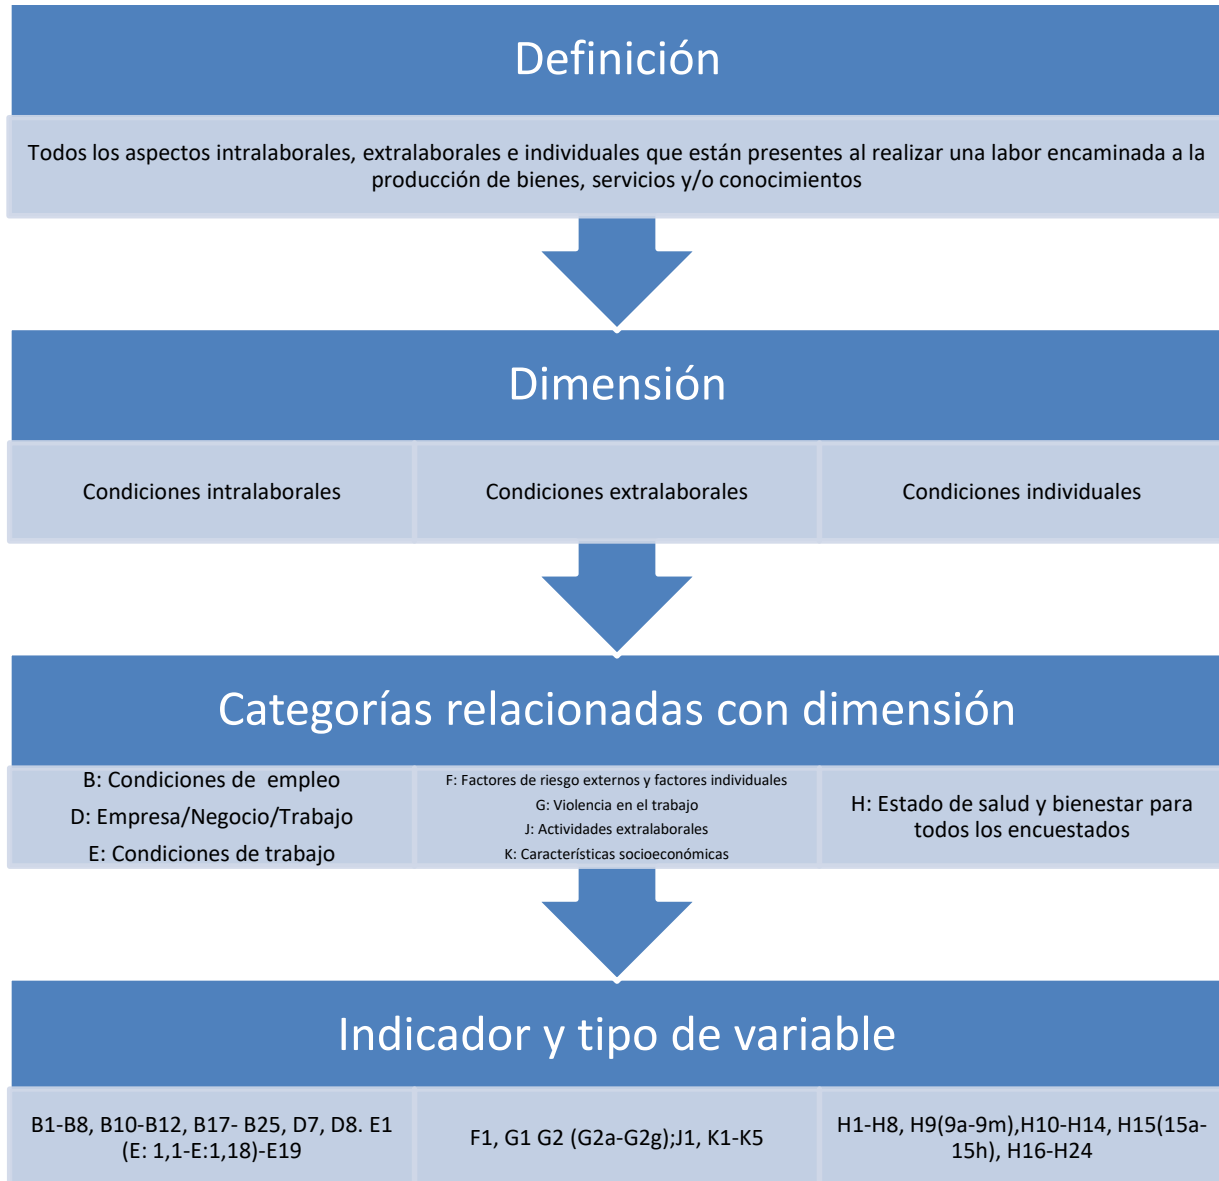 Definición
Todos los aspectos intralaborales, extralaborales e individuales que están presentes al realizar una labor encaminada a la
producción de bienes, servicios y/o conocimientos
Dimensión
Condiciones intralaborales
Condiciones extralaborales
Condiciones individuales
Categorías relacionadas con dimensión
B: Condiciones de  empleo
D: Empresa/Negocio/Trabajo
E: Condiciones de trabajo
F: Factores de riesgo externos y factores individuales
G: Violencia en el trabajo
J: Actividades extralaborales
K: Características socioeconómicas
H: Estado de salud y bienestar para
todos los encuestados
Indicador y tipo de variable
B1-B8, B10-B12, B17- B25, D7, D8. E1
(E: 1,1-E:1,18)-E19
F1, G1 G2 (G2a-G2g);J1, K1-K5
H1-H8, H9(9a-9m),H10-H14, H15(15a-
15h), H16-H24